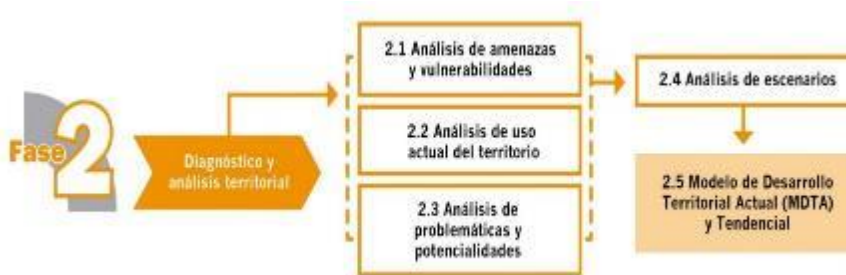 Fase 2
Diagnóstico y
análisis territorial
2.1 Análisis de amenazas
y vulnerabilidades
2.2 Análisis de uso
actual del territorio
2.3 Análisis de
problemáticas y
potencialidades
2.4 Análisis de escenarios
2.5 Modelo de Desarrollo
Territorial Actual (MDTA)
y Tendencial